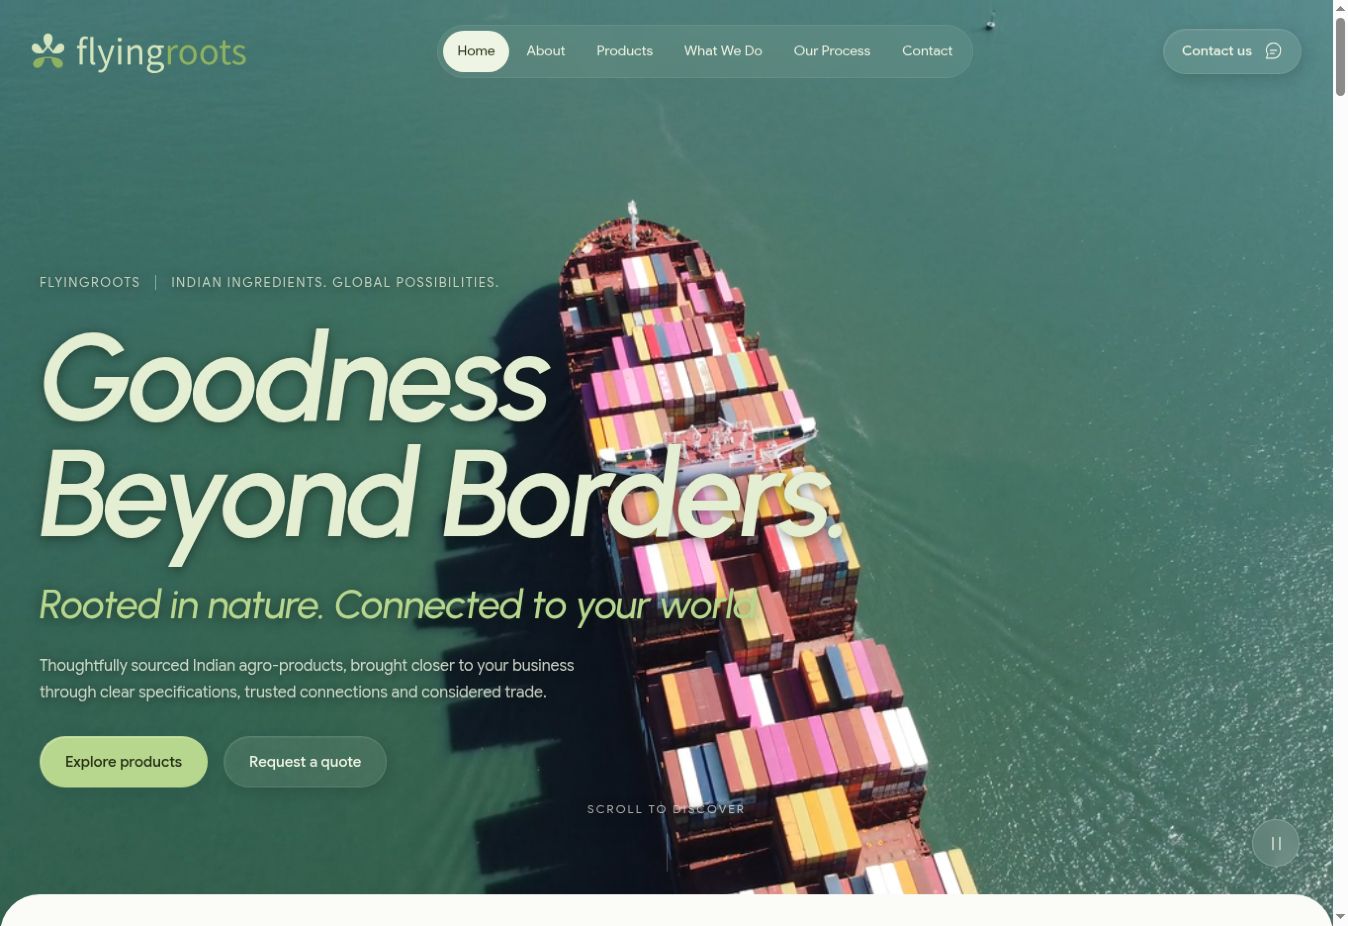 flyingroots
Home
About
Products
What We Do
Our Process
Contact
Contact us
FLYINGROOTS
INDIAN INGREDIENTS. GLOBAL POSSIBILITIES.
Goodness
Beyond Borders.
Rooted in nature. Connected to your world.
Thoughtfully sourced Indian agro-products, brought closer to your business
through clear specifications, trusted connections and considered trade.
Explore products
Request a quote
SCROLL TO DISCOVER